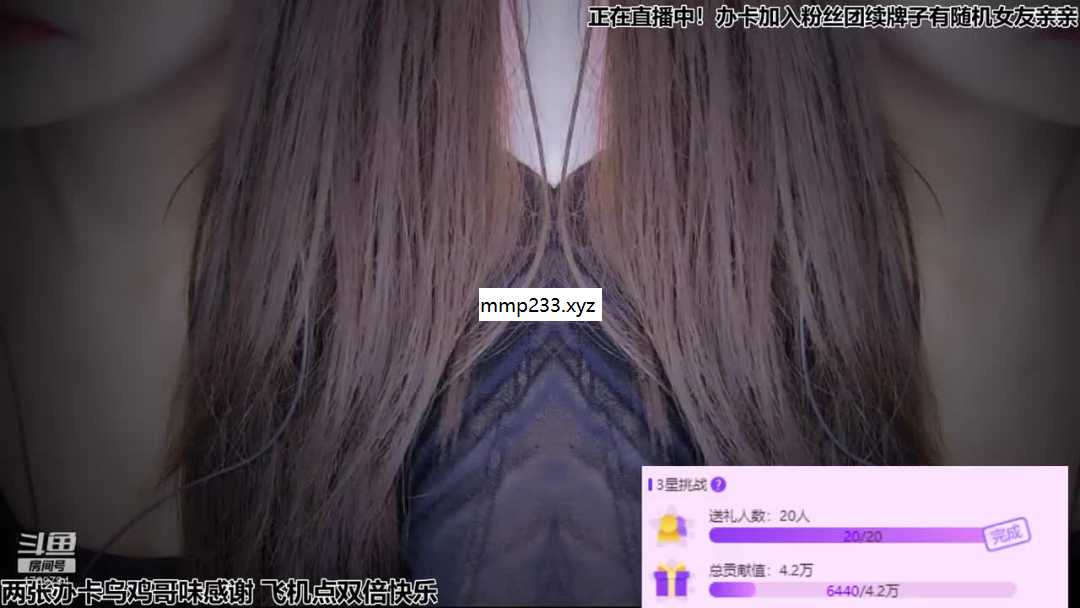 正在直播中！办卡加入粉丝团续牌子有随机女友亲亲
mmp233.xyz
3星挑战?
送礼人数：20人
20/20
完成
总贡献值：4.2万
6440/4.2万
斗鱼
房间号
两张办卡乌鸡哥味感谢 飞机点双倍快乐